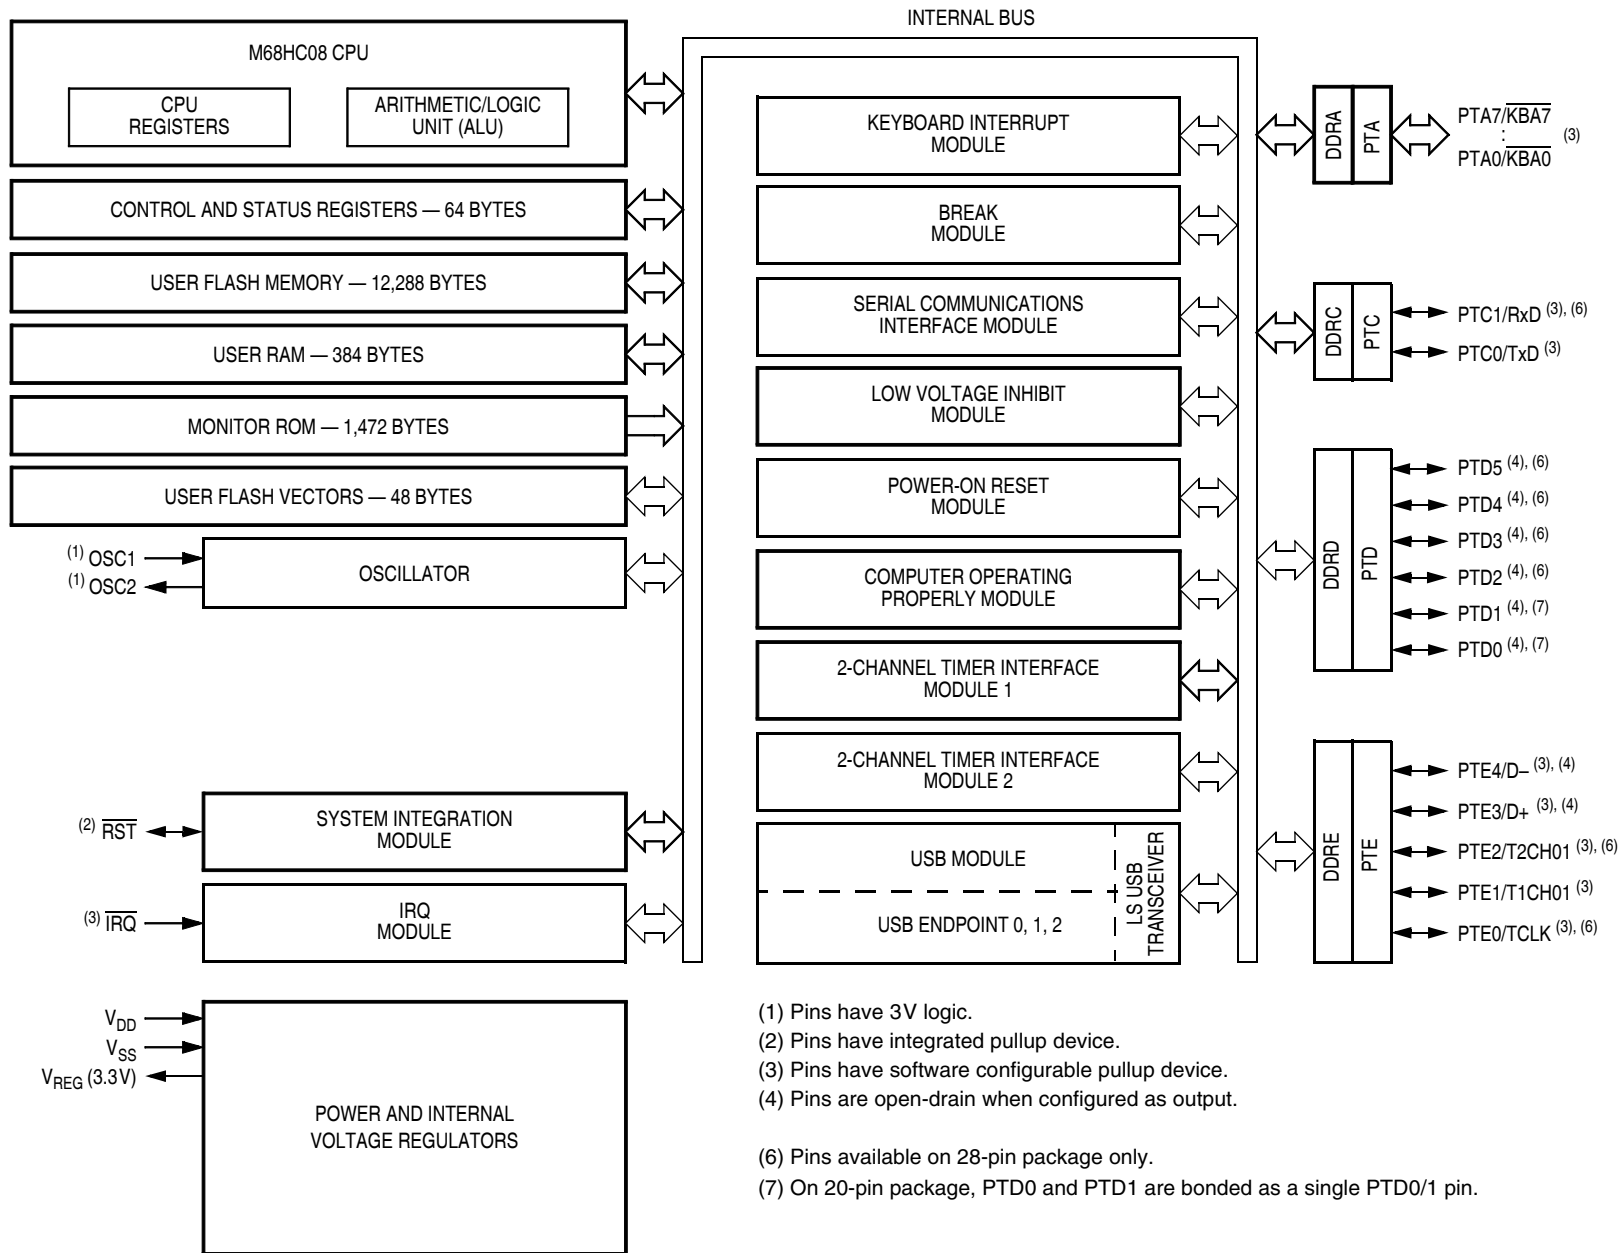 INTERNAL BUS
M68HC08 CPU
CPU
REGISTERS
ARITHMETIC/LOGIC
UNIT (ALU)
CONTROL AND STATUS REGISTERS — 64 BYTES
USER FLASH MEMORY — 12,288 BYTES
USER RAM — 384 BYTES
MONITOR ROM — 1,472 BYTES
USER FLASH VECTORS — 48 BYTES
(1) OSC1
(1) OSC2
OSCILLATOR
(2) RST
SYSTEM INTEGRATION
MODULE
(3) IRQ
IRQ
MODULE
VDD
VSS
VREG (3.3V)
POWER AND INTERNAL
VOLTAGE REGULATORS
KEYBOARD INTERRUPT
MODULE
BREAK
MODULE
SERIAL COMMUNICATIONS
INTERFACE MODULE
LOW VOLTAGE INHIBIT
MODULE
POWER-ON RESET
MODULE
COMPUTER OPERATING
PROPERLY MODULE
2-CHANNEL TIMER INTERFACE
MODULE 1
2-CHANNEL TIMER INTERFACE
MODULE 2
USB MODULE
USB ENDPOINT 0, 1, 2
LS USB
TRANSCEIVER
DDRA
PTA
PTA7/KBA7
:
(3)
PTA0/KBA0
DDRC
PTC
PTC1/RxD (3), (6)
PTC0/TxD (3)
DDRD
PTD
PTD5 (4), (6)
PTD4 (4), (6)
PTD3 (4), (6)
PTD2 (4), (6)
PTD1 (4), (7)
PTD0 (4), (7)
DDRE
PTE
PTE4/D– (3), (4)
PTE3/D+ (3), (4)
PTE2/T2CH01 (3), (6)
PTE1/T1CH01 (3)
PTE0/TCLK (3), (6)
(1) Pins have 3V logic.
(2) Pins have integrated pullup device.
(3) Pins have software configurable pullup device.
(4) Pins are open-drain when configured as output.
(6) Pins available on 28-pin package only.
(7) On 20-pin package, PTD0 and PTD1 are bonded as a single PTD0/1 pin.